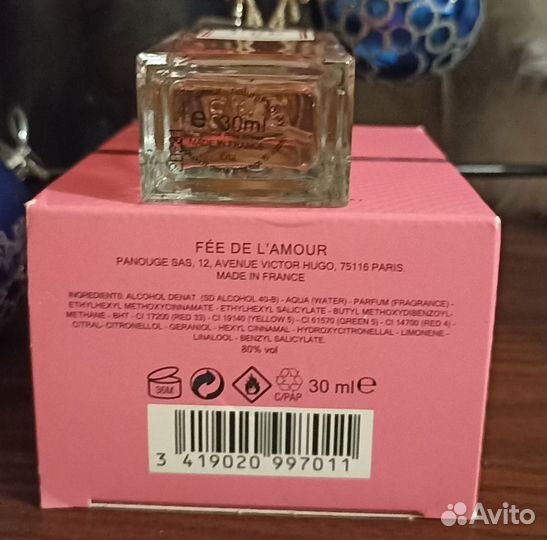 e 30ml
MADE IN FRANCE
FÉE DE L'AMOUR
PANOUGE SAS, 12, AVENUE VICTOR HUGO, 75116 PARIS.
MADE IN FRANCE
INGREDIENTS: ALCOHOL DENAT. (SD ALCOHOL 40-B) - AQUA (WATER) - PARFUM (FRAGRANCE) -
ETHYLHEXYL METHOXYCINNAMATE - ETHYLHEXYL SALICYLATE - BUTYL METHOXYDIBENZOYL-
METHANE - BHT - CI 17200 (RED 33) - CI 19140 (YELLOW 5) - CI 61570 (GREEN 5) - CI 14700 (RED 4) -
CITRAL - CITRONELLOL - GERANIOL - HEXYL CINNAMAL - HYDROXYCITRONELLAL - LIMONENE -
LINALOOL - BENZYL SALICYLATE.
80% vol
36M
C/PAP
30 ml e
3 419020 997011
Avito